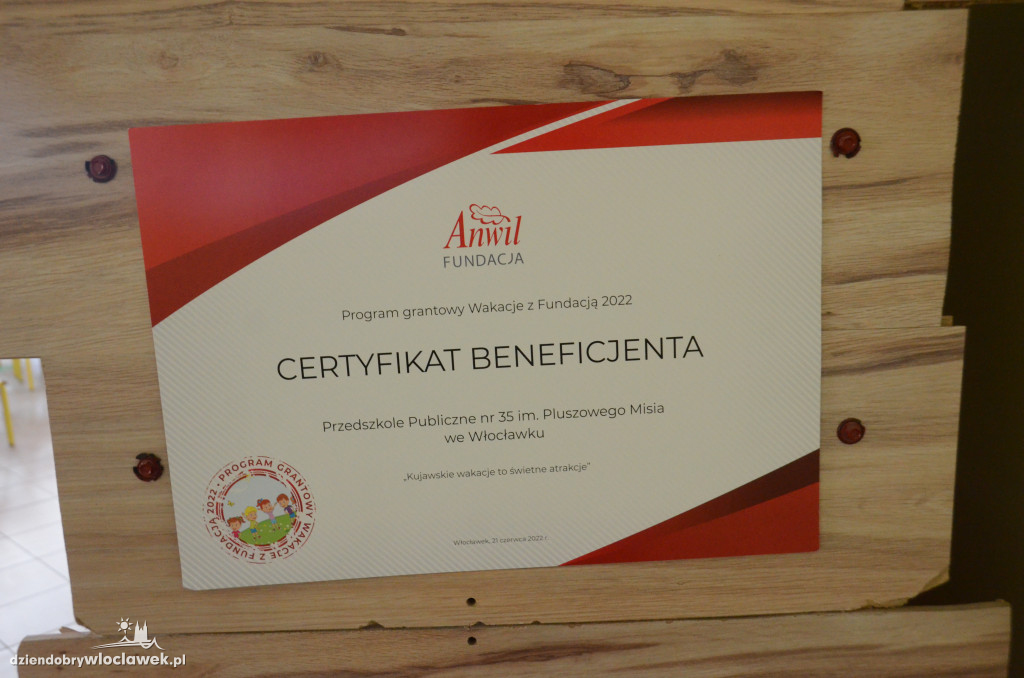 Anwil
FUNDACJA
Program grantowy Wakacje z Fundacją 2022
CERTYFIKAT BENEFICJENTA
Przedszkole Publiczne nr 35 im. Pluszowego Misia
we Włocławku
„Kujawskie wakacje to świetne atrakcje”
PROGRAM GRANTOWY WAKACJE Z FUNDACJĄ 2022 •
Włocławek, 21 czerwca 2022 r.
dziendobrywloclawek.pl